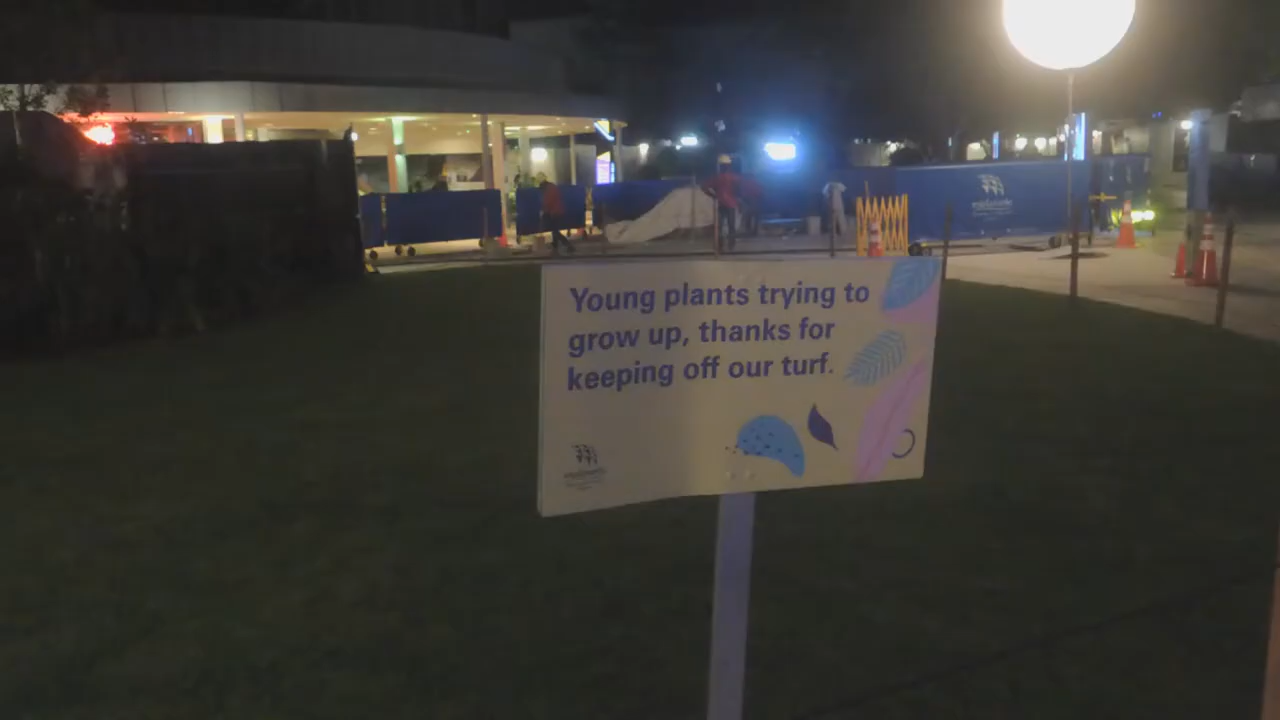 Young plants trying to
grow up, thanks for
keeping off our turf.